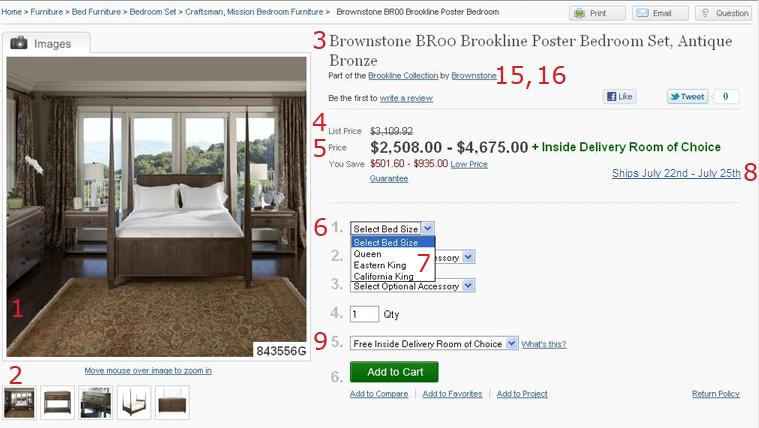 Home > Furniture > Bed Furniture > Bedroom Set > Craftsman, Mission Bedroom Furniture > Brownstone BR00 Brookline Poster Bedroom
Print Email ? Question
Images
3 Brownstone BR00 Brookline Poster Bedroom Set, Antique
Bronze
Part of the Brookline Collection by Brownstone 15, 16
Be the first to write a review
Like Tweet 0
4 List Price $3,109.92
5 Price $2,508.00 - $4,675.00 + Inside Delivery Room of Choice
You Save $501.60 - $935.00 Low Price
Guarantee
Ships July 22nd - July 25th 8
6 1. Select Bed Size
Select Bed Size
2. Queen essory
Eastern King 7
California King
3. Select Optional Accessory
1
4. 1 Qty
9 5. Free Inside Delivery Room of Choice What's this?
843556G
2 Move mouse over image to zoom in
6. Add to Cart
Add to Compare | Add to Favorites | Add to Project Return Policy